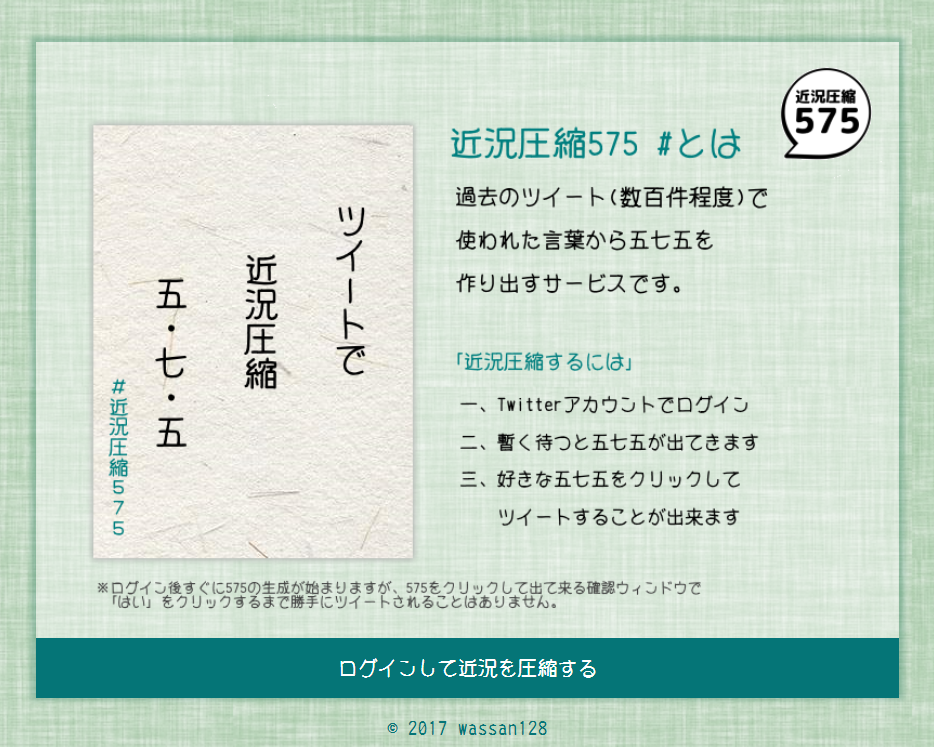 近況圧縮
575
ツイートで
近況圧縮
五・七・五
#近況圧縮575
近況圧縮575 #とは
過去のツイート(数百件程度)で
使われた言葉から五七五を
作り出すサービスです。
「近況圧縮するには」
一、Twitterアカウントでログイン
二、暫く待つと五七五が出てきます
三、好きな五七五をクリックして
ツイートすることが出来ます
※ログイン後すぐに575の生成が始まりますが、575をクリックして出て来る確認ウィンドウで
「はい」をクリックするまで勝手にツイートされることはありません。
ログインして近況を圧縮する
© 2017 wassan128